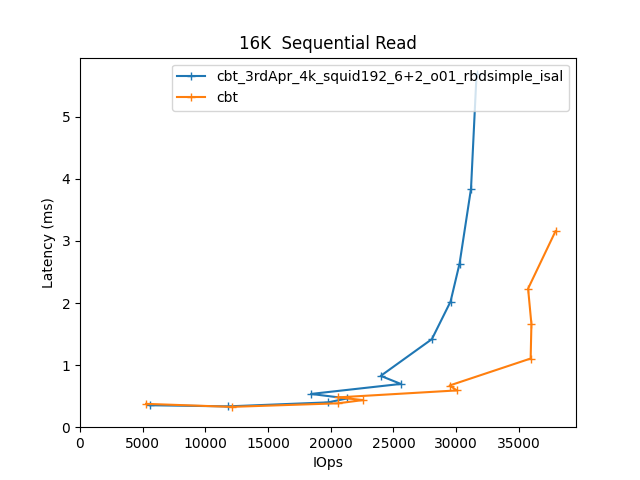 16K  Sequential Read
cbt_3rdApr_4k_squid192_6+2_o01_rbdsimple_isal
cbt
Latency (ms)
5
4
3
2
1
0
0 5000 10000 15000 20000 25000 30000 35000
IOps